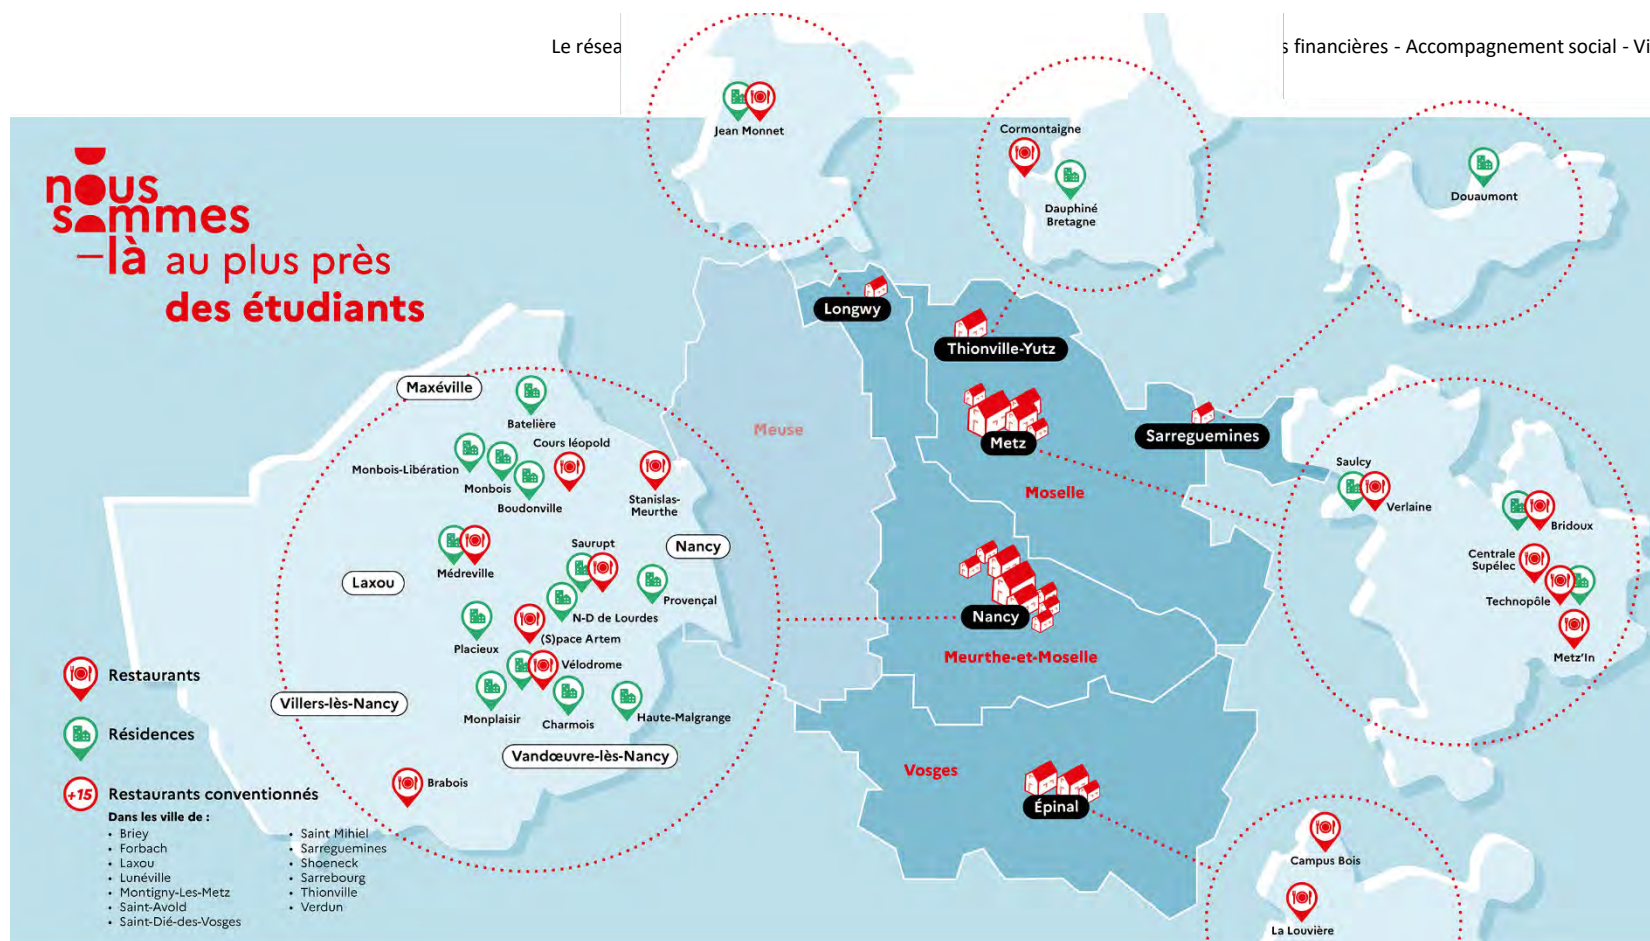 Le résea
s financières - Accompagnement social - Vi
nous
sommes
—là au plus près
des étudiants
Jean Monnet
Cormontaigne
Dauphiné
Bretagne
Douaumont
Longwy
Thionville-Yutz
Metz
Sarreguemines
Meuse
Moselle
Nancy
Meurthe-et-Moselle
Vosges
Épinal
Maxéville
Batelière
Cours léopold
Monbois-Libération
Monbois
Boudonville
Stanislas-
Meurthe
Nancy
Médreville
Saurupt
Laxou
Provençal
N-D de Lourdes
(S)pace Artem
Placieux
Vélodrome
Villers-lès-Nancy
Monplaisir
Charmois
Haute-Malgrange
Vandœuvre-lès-Nancy
Brabois
Saulcy
Verlaine
Bridoux
Centrale
Supélec
Technopôle
Metz'In
Campus Bois
La Louvière
Restaurants
Résidences
+15 Restaurants conventionnés
Dans les ville de :
• Briey
• Forbach
• Laxou
• Lunéville
• Montigny-Les-Metz
• Saint-Avold
• Saint-Dié-des-Vosges
• Saint Mihiel
• Sarreguemines
• Shoeneck
• Sarrebourg
• Thionville
• Verdun